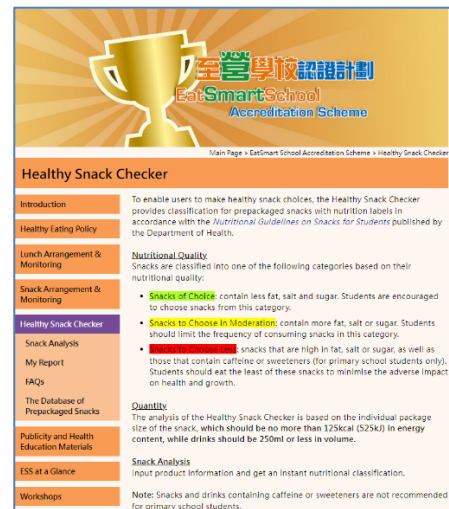 至營學校認證計劃
EatSmartSchool
Accreditation Scheme
Main Page > EatSmart School Accreditation Scheme > Healthy Snack Checker
Healthy Snack Checker
Introduction
Healthy Eating Policy
Lunch Arrangement &
Monitoring
Snack Arrangement &
Monitoring
Healthy Snack Checker
Snack Analysis
My Report
FAQs
The Database of
Prepackaged Snacks
Publicity and Health
Education Materials
ESS at a Glance
Workshops
To enable users to make healthy snack choices, the Healthy Snack Checker
provides classification for prepackaged snacks with nutrition labels in
accordance with the Nutritional Guidelines on Snacks for Students published by
the Department of Health.
Nutritional Quality
Snacks are classified into one of the following categories based on their
nutritional quality:
▪ Snacks of Choice: contain less fat, salt and sugar. Students are encouraged
to choose snacks from this category.
▪ Snacks to Choose in Moderation: contain more fat, salt or sugar. Students
should limit the frequency of consuming snacks in this category.
▪ Snacks to Choose Less: snacks that are high in fat, salt or sugar, as well as
those that contain caffeine or sweeteners (for primary school students only).
Students should eat the least of these snacks to minimise the adverse impact
on health and growth.
Quantity
The analysis of the Healthy Snack Checker is based on the individual package
size of the snack, which should be no more than 125kcal (525kJ) in energy
content, while drinks should be 250ml or less in volume.
Snack Analysis
Input product information and get an instant nutritional classification.
Note: Snacks and drinks containing caffeine or sweeteners are not recommended
for primary school students.